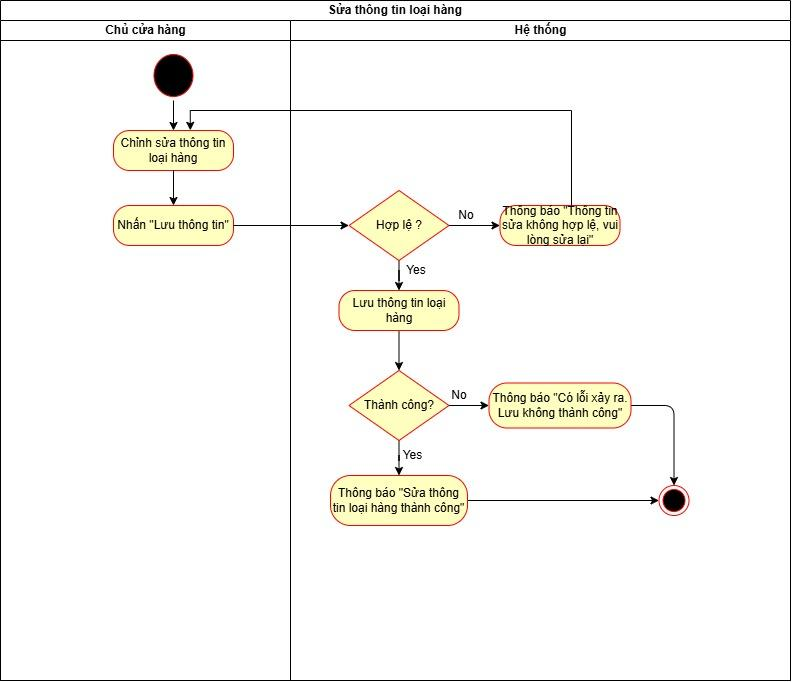 Sửa thông tin loại hàng
Chủ cửa hàng
Hệ thống
Chỉnh sửa thông tin
loại hàng
Nhấn "Lưu thông tin"
Hợp lệ ?
No
Thông báo "Thông tin
sửa không hợp lệ, vui
lòng sửa lại"
Yes
Lưu thông tin loại
hàng
Thành công?
No
Thông báo "Có lỗi xảy ra.
Lưu không thành công"
Yes
Thông báo "Sửa thông
tin loại hàng thành công"